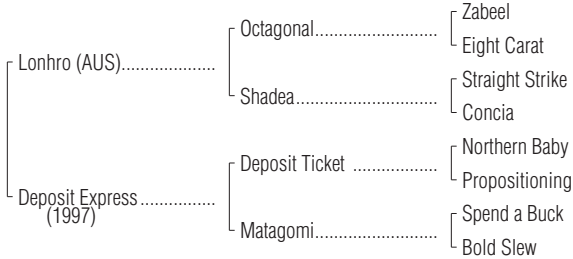 Zabeel
Octagonal
Eight Carat
Lonhro (AUS)
Straight Strike
Shadea
Concia
Northern Baby
Deposit Ticket
Propositioning
Deposit Express
(1997)
Spend a Buck
Matagomi
Bold Slew